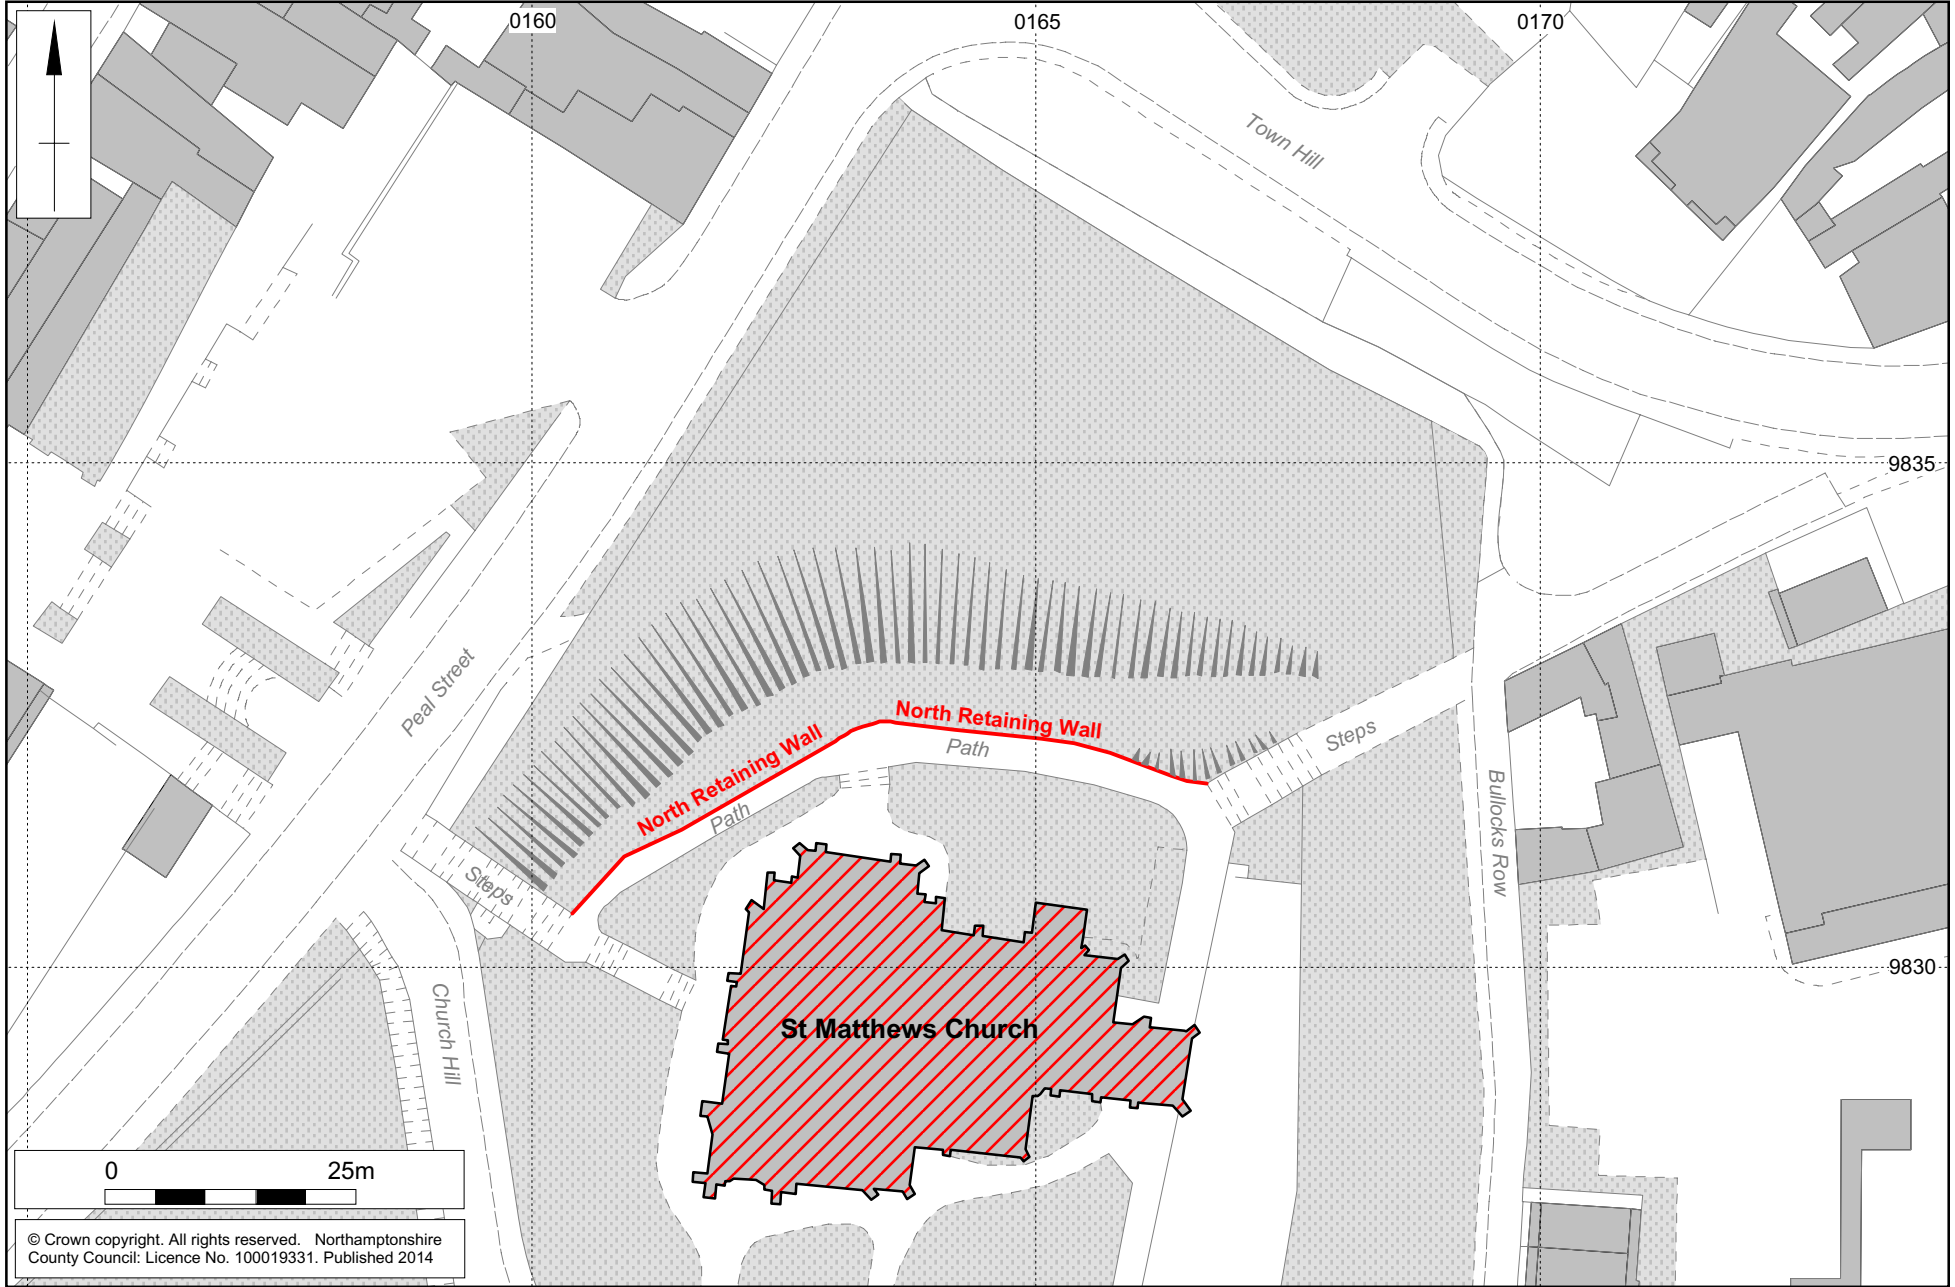 0160
0165
0170
Town Hill
9835
Peal Street
North Retaining Wall
North Retaining Wall
Path
Path
Steps
Steps
Bullocks Row
9830
Church Hill
St Matthews Church
0 25m
© Crown copyright. All rights reserved. Northamptonshire
County Council: Licence No. 100019331. Published 2014